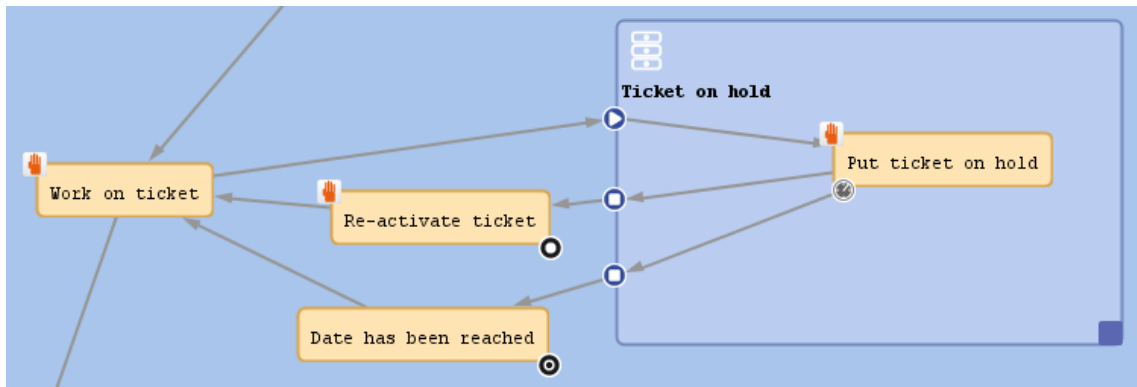 Ticket on hold
Put ticket on hold
Work on ticket
Re-activate ticket
Date has been reached